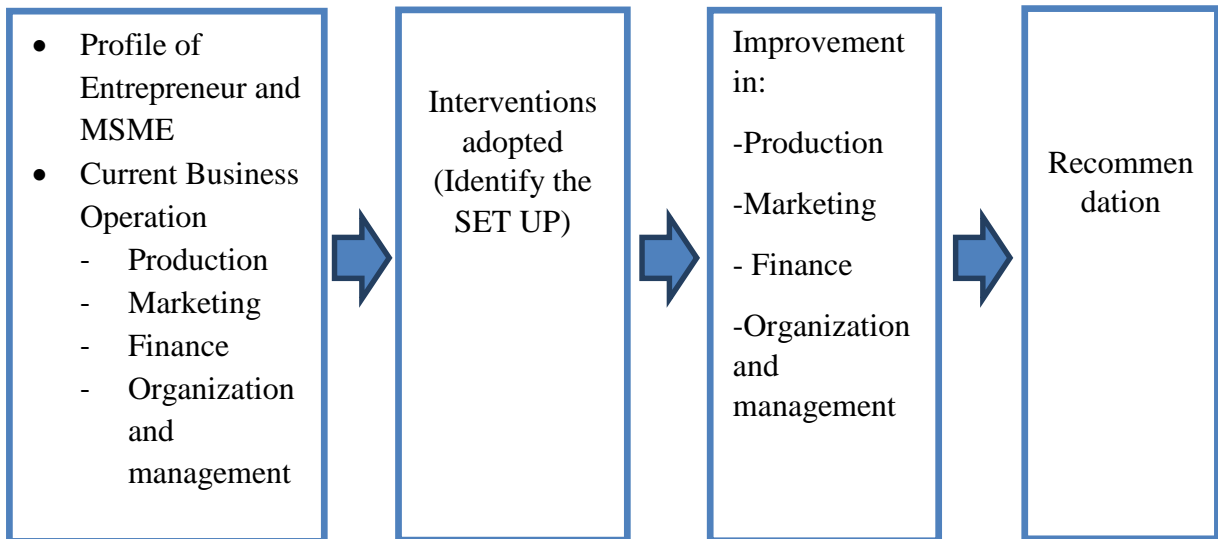 • Profile of
Entrepreneur and
MSME
• Current Business
Operation
- Production
- Marketing
- Finance
- Organization
and
management
Interventions
adopted
(Identify the
SET UP)
Improvement
in:
-Production
-Marketing
- Finance
-Organization
and
management
Recommen
dation